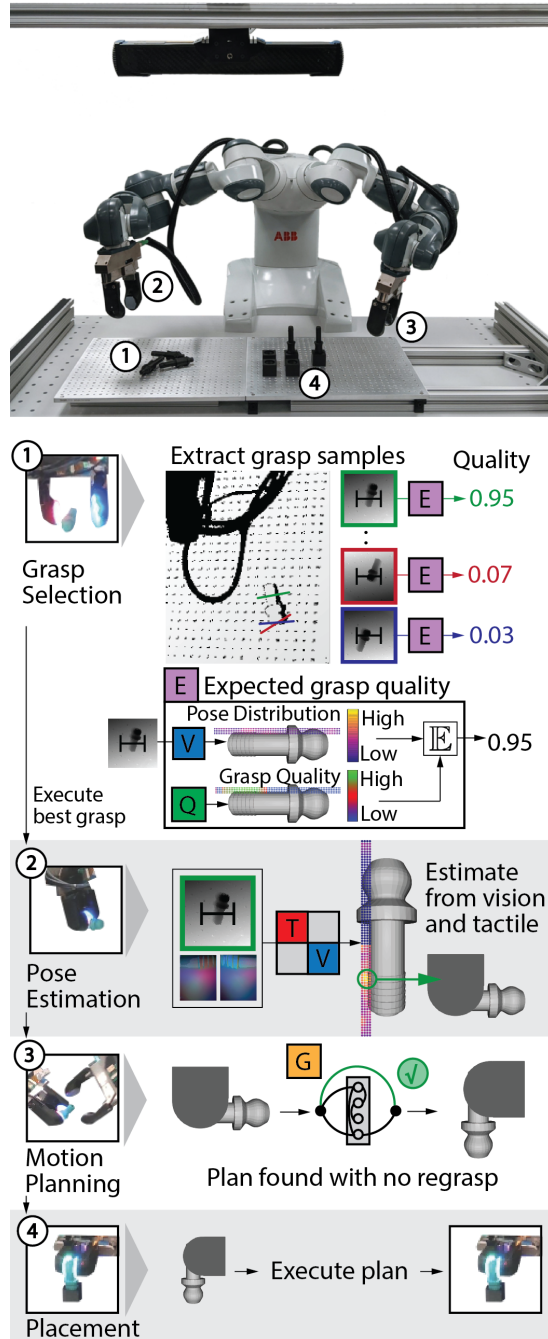 ABB
2
3
1
4
1
Extract grasp samples
Quality
E
0.95
E
0.07
E
0.03
Grasp
Selection
E Expected grasp quality
Pose Distribution
V
High
Low
𝔼
0.95
Grasp Quality
Q
High
Low
Execute
best grasp
2
Estimate
from vision
and tactile
T
V
Pose
Estimation
3
G
√
Motion
Planning
Plan found with no regrasp
4
Execute plan
Placement